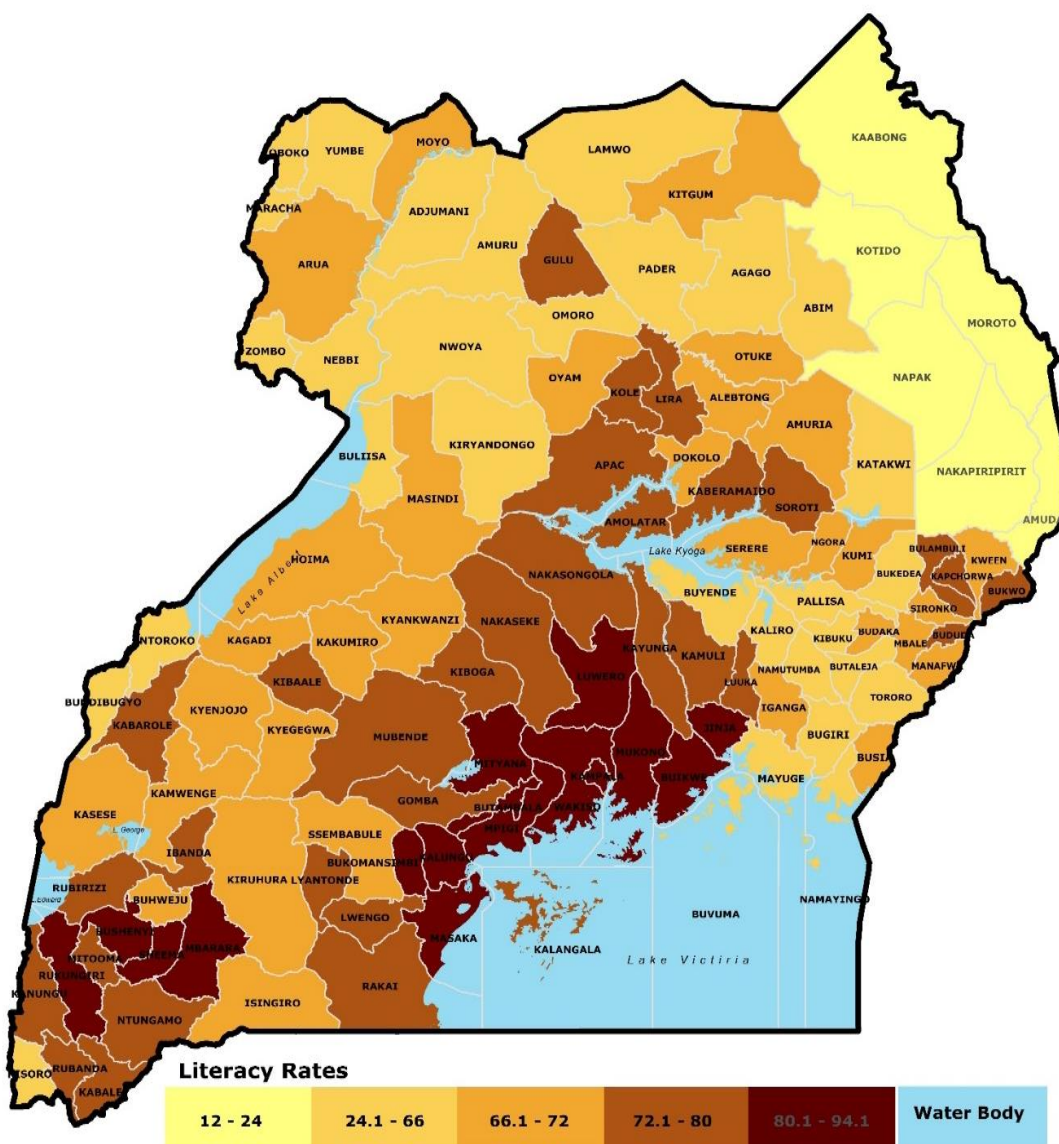 KAABONG
MOYO
YUMBE
OBOKO
LAMWO
KITGUM
MARACHA
ADJUMANI
KOTIDO
AMURU
GULU
PADER
AGAGO
ARUA
ABIM
OMORO
MOROTO
ZOMBO
NEBBI
NWOYA
OTUKE
OYAM
NAPAK
KOLE
LIRA
ALEBTONG
AMURIA
KIRYANDONGO
BULIISA
DOKOLO
KATAKWI
APAC
NAKAPIRIPIRIT
MASINDI
KABERAMAIDO
SOROTI
AMUDA
AMOLATAR
NGORA
Lake Kyoga
SERERE
KUMI
BULAMBULI
KWEEN
HOIMA
NAKASONGOLA
BUKEDEA
KAPCHORWA
BUKWO
Lake Albert
BUYENDE
PALLISA
SIRONKO
KYANKWANZI
NAKASEKE
KALIRO
KIBUKU
BUDAKA
BUDUDA
NTOROKO
KAGADI
KAKUMIRO
MBALE
KAYUNGA
KAMULI
NAMUTUMBA
BUTALEJA
MANAFWA
KIBOGA
LUWERO
LUUKA
KIBAALE
TORORO
BUNDIBUGYO
KABAROLE
KYENJOJO
IGANGA
KYEGEGWA
JINJA
BUGIRI
MUBENDE
MITYANA
MUKONO
BUSIA
KAMPALA
BUIKWE
MAYUGE
KAMWENGE
GOMBA
BUTAMBALA
WAKISO
KASESE
L. George
SSEMBABULE
MPIGI
IBANDA
BUKOMANSIMBI
KALUNGU
KIRUHURA
LYANTONDE
RUBIRIZI
L. Edward
BUHWEJU
NAMAYINGO
LWENGO
BUVUMA
BUSHENYI
MBARARA
MASAKA
KALANGALA
SHEEMA
MITOOMA
Lake Victiria
RUKUNGIRI
RAKAI
KANUNGU
ISINGIRO
NTUNGAMO
RUBANDA
KISORO
KABALE
Literacy Rates
12 - 24
24.1 - 66
66.1 - 72
72.1 - 80
80.1 - 94.1
Water Body